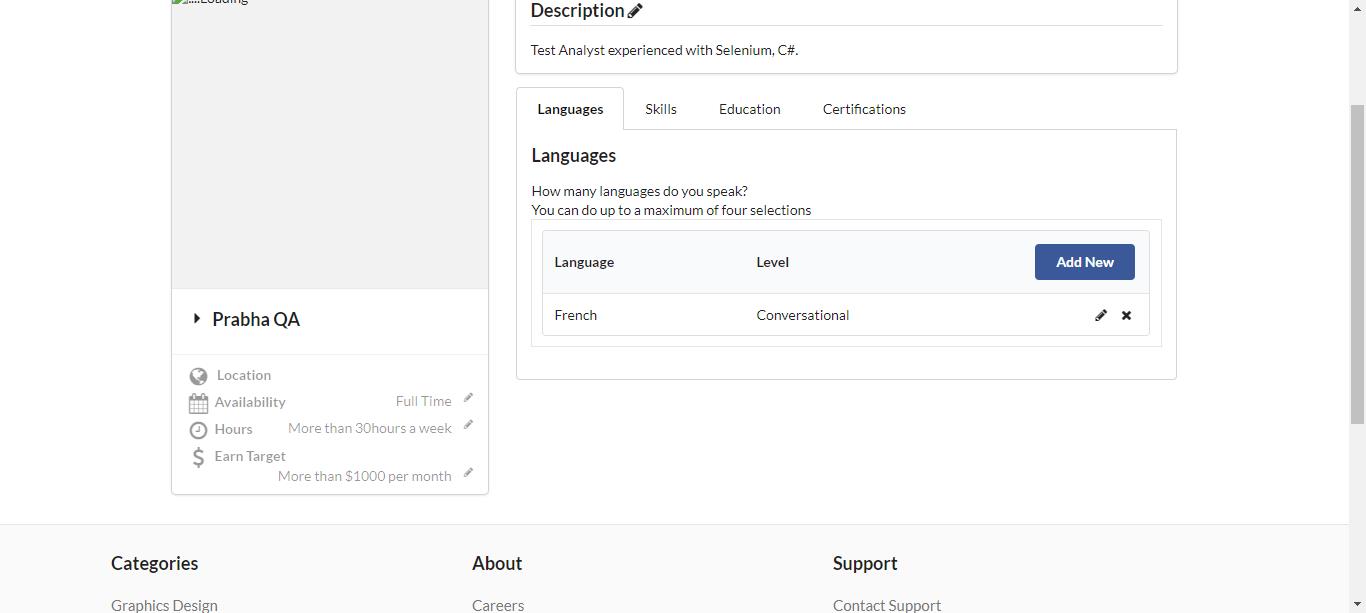 ....Loading
Description
Test Analyst experienced with Selenium, C#.
Languages Skills Education Certifications
Languages
How many languages do you speak?
You can do up to a maximum of four selections
Language Level Add New
French Conversational
Prabha QA
Location
Availability Full Time
Hours More than 30hours a week
Earn Target
More than $1000 per month
Categories About Support
Graphics Design Careers Contact Support